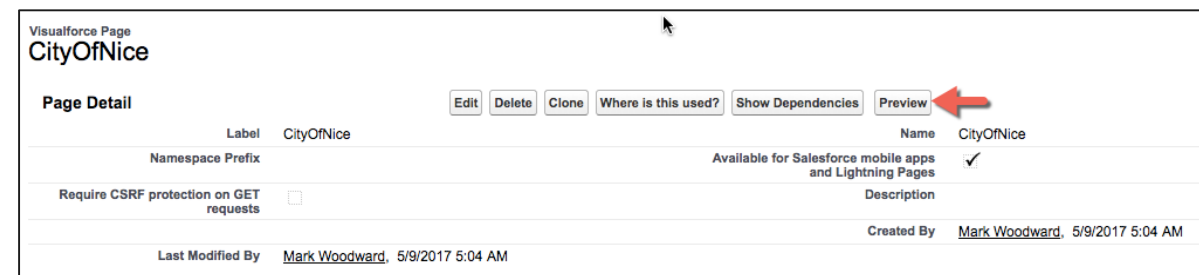 Visualforce Page
CityOfNice
Page Detail
Edit Delete Clone Where is this used? Show Dependencies Preview
Label CityOfNice Name CityOfNice
Namespace Prefix Available for Salesforce mobile apps
and Lightning Pages
Require CSRF protection on GET Description
requests
Created By Mark Woodward, 5/9/2017 5:04 AM
Last Modified By Mark Woodward, 5/9/2017 5:04 AM